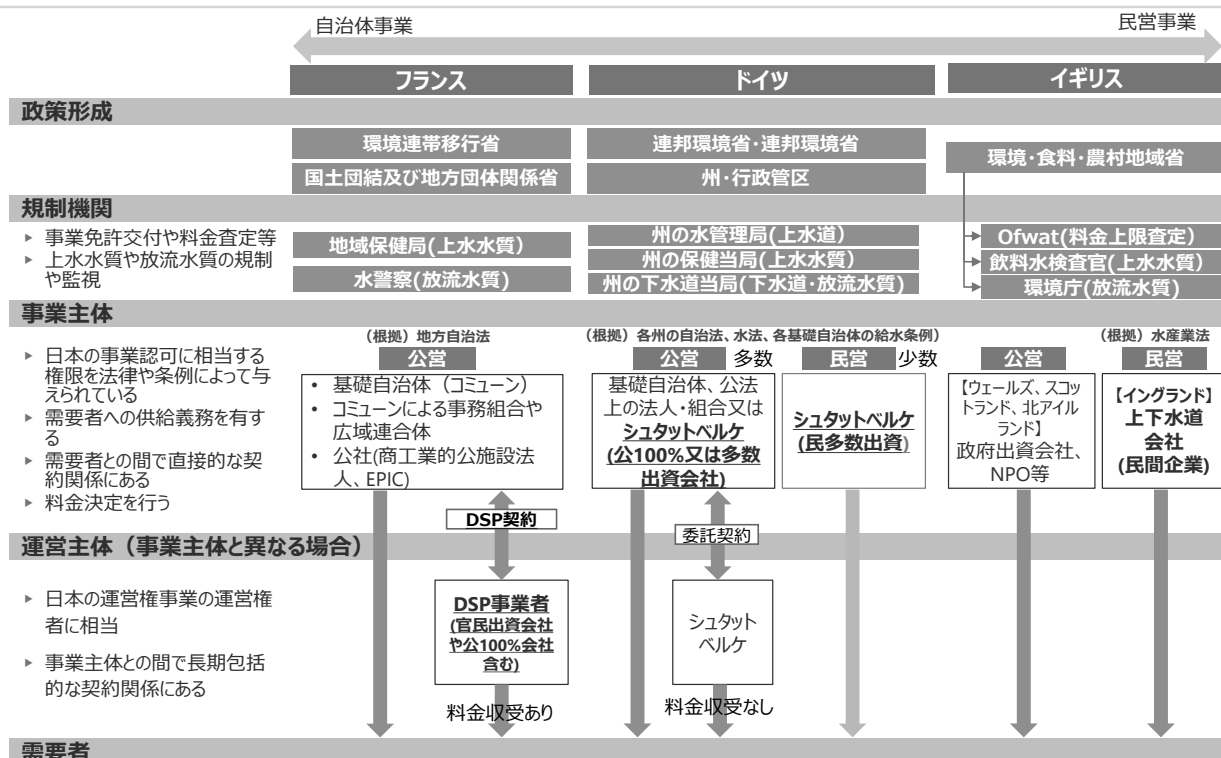 自治体事業
民営事業
フランス
ドイツ
イギリス
政策形成
環境連帯移行省
国土団結及び地方団体関係省
連邦環境省・連邦環境省
州・行政管区
環境・食料・農村地域省
規制機関
▶ 事業免許交付や料金査定等
▶ 上水水質や放流水質の規制
や監視
地域保健局(上水水質)
水警察(放流水質)
州の水管理局(上水道)
州の保健当局(上水水質)
州の下水道当局(下水道・放流水質)
Ofwat(料金上限査定)
飲料水検査官(上水水質)
環境庁(放流水質)
事業主体
▶ 日本の事業認可に相当する
権限を法律や条例によって与
えられている
▶ 需要者への供給義務を有す
る
▶ 需要者との間で直接的な契
約関係にある
▶ 料金決定を行う
（根拠）地方自治法
公営
• 基礎自治体（コミューン）
• コミューンによる事務組合や
広域連合体
• 公社(商工業的公施設法
人、EPIC)
DSP契約
（根拠）各州の自治法、水法、各基礎自治体の給水条例）
公営 多数
基礎自治体、公法
上の法人・組合又は
シュタットベルケ
(公100%又は多数
出資会社)
委託契約
民営 少数
シュタットベルケ
(民多数出資)
公営
【ウェールズ、スコッ
トランド、北アイル
ランド】
政府出資会社、
NPO等
（根拠）水産業法
民営
【イングランド】
上下水道
会社
(民間企業)
運営主体（事業主体と異なる場合）
▶ 日本の運営権事業の運営権
者に相当
▶ 事業主体との間で長期包括
的な契約関係にある
DSP事業者
(官民出資会社
や公100%会社
含む)
料金収受あり
シュタット
ベルケ
料金収受なし
需要者